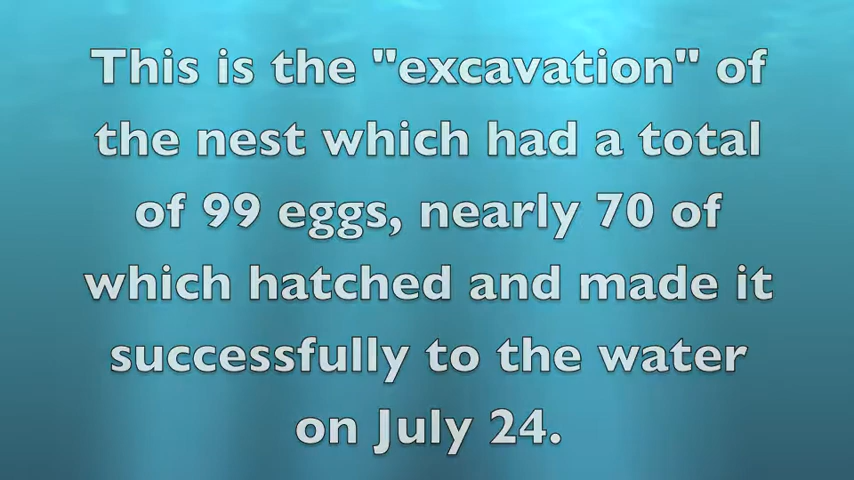 This is the "excavation" of
the nest which had a total
of 99 eggs, nearly 70 of
which hatched and made it
successfully to the water
on July 24.